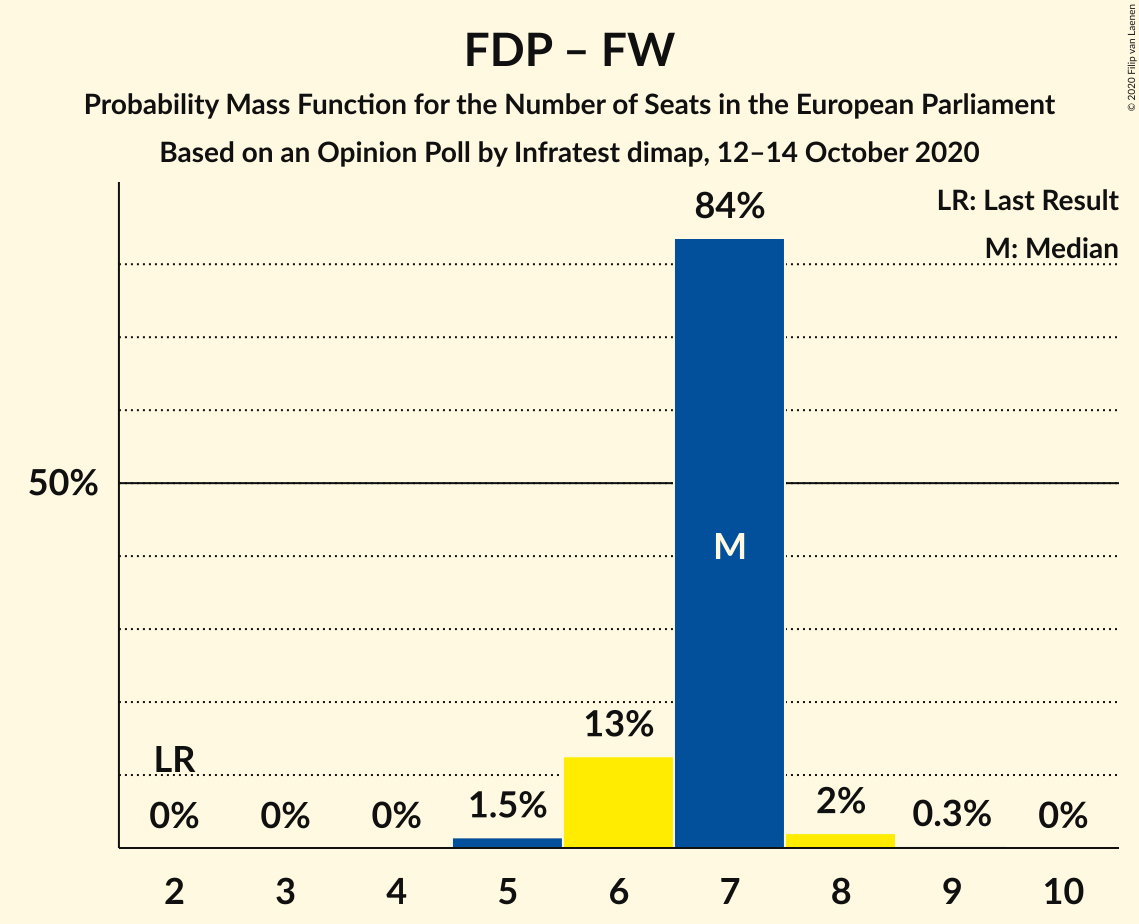 FDP – FW
Probability Mass Function for the Number of Seats in the European Parliament
Based on an Opinion Poll by Infratest dimap, 12–14 October 2020
© 2020 Filip van Laenen
LR: Last Result
M: Median
84%
50%
M
13%
LR
0%
0%
0%
1.5%
2%
0.3%
0%
2 3 4 5 6 7 8 9 10